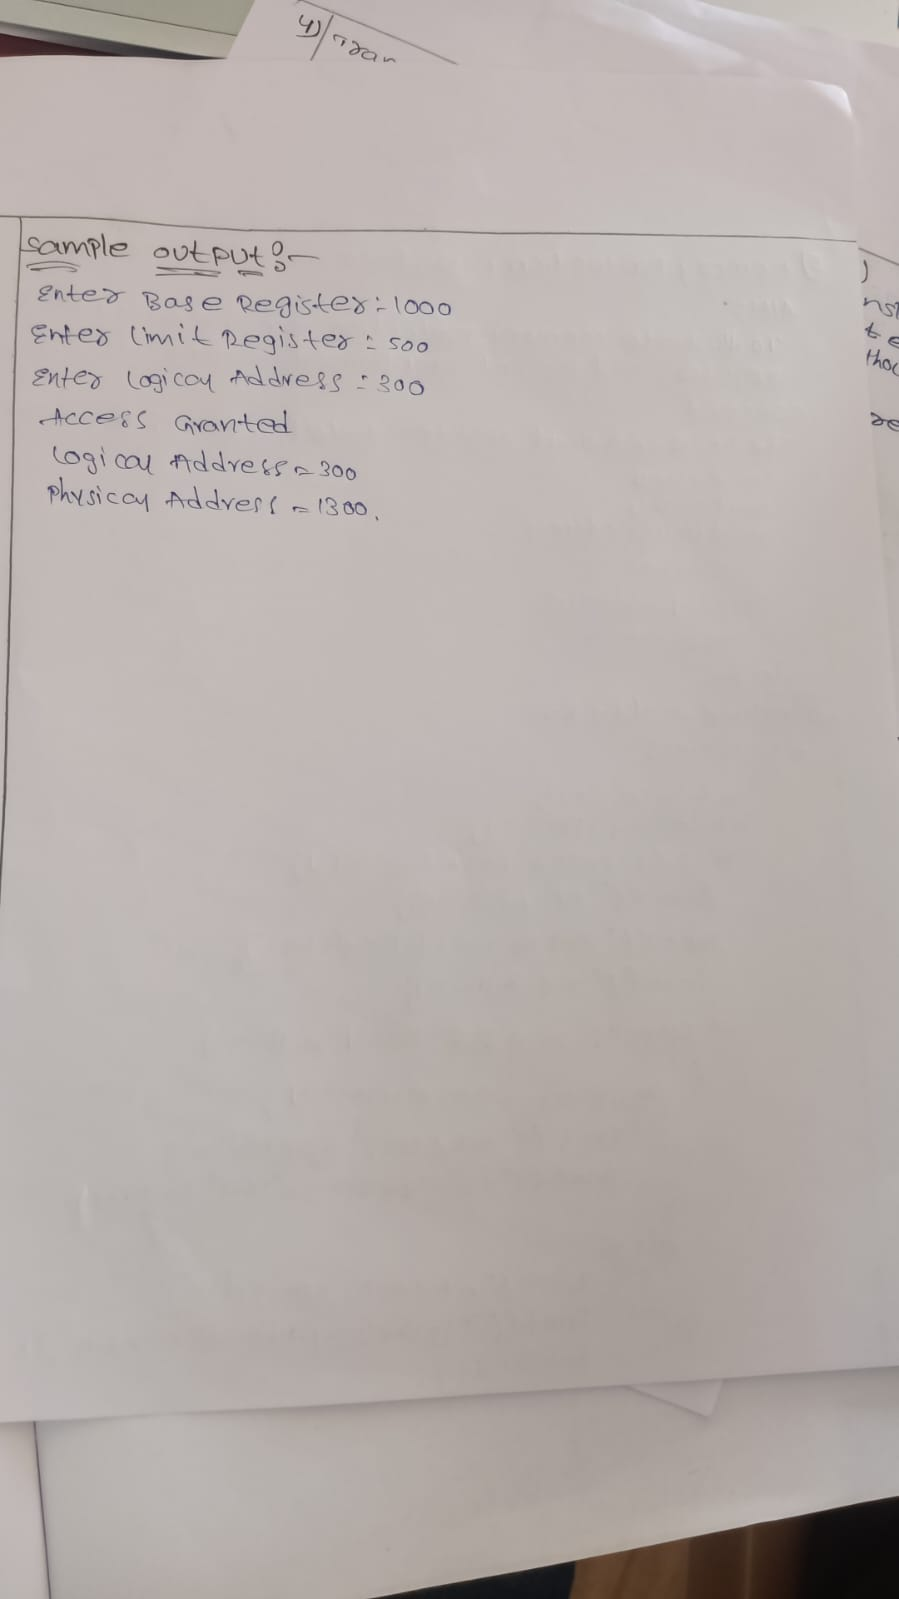 4)
Sample output :-
Enter Base Register :- 1000
Enter limit Register : 500
Enter Logical Address : 300
Access Granted
Logical Address = 300
Physical Address = 1300.